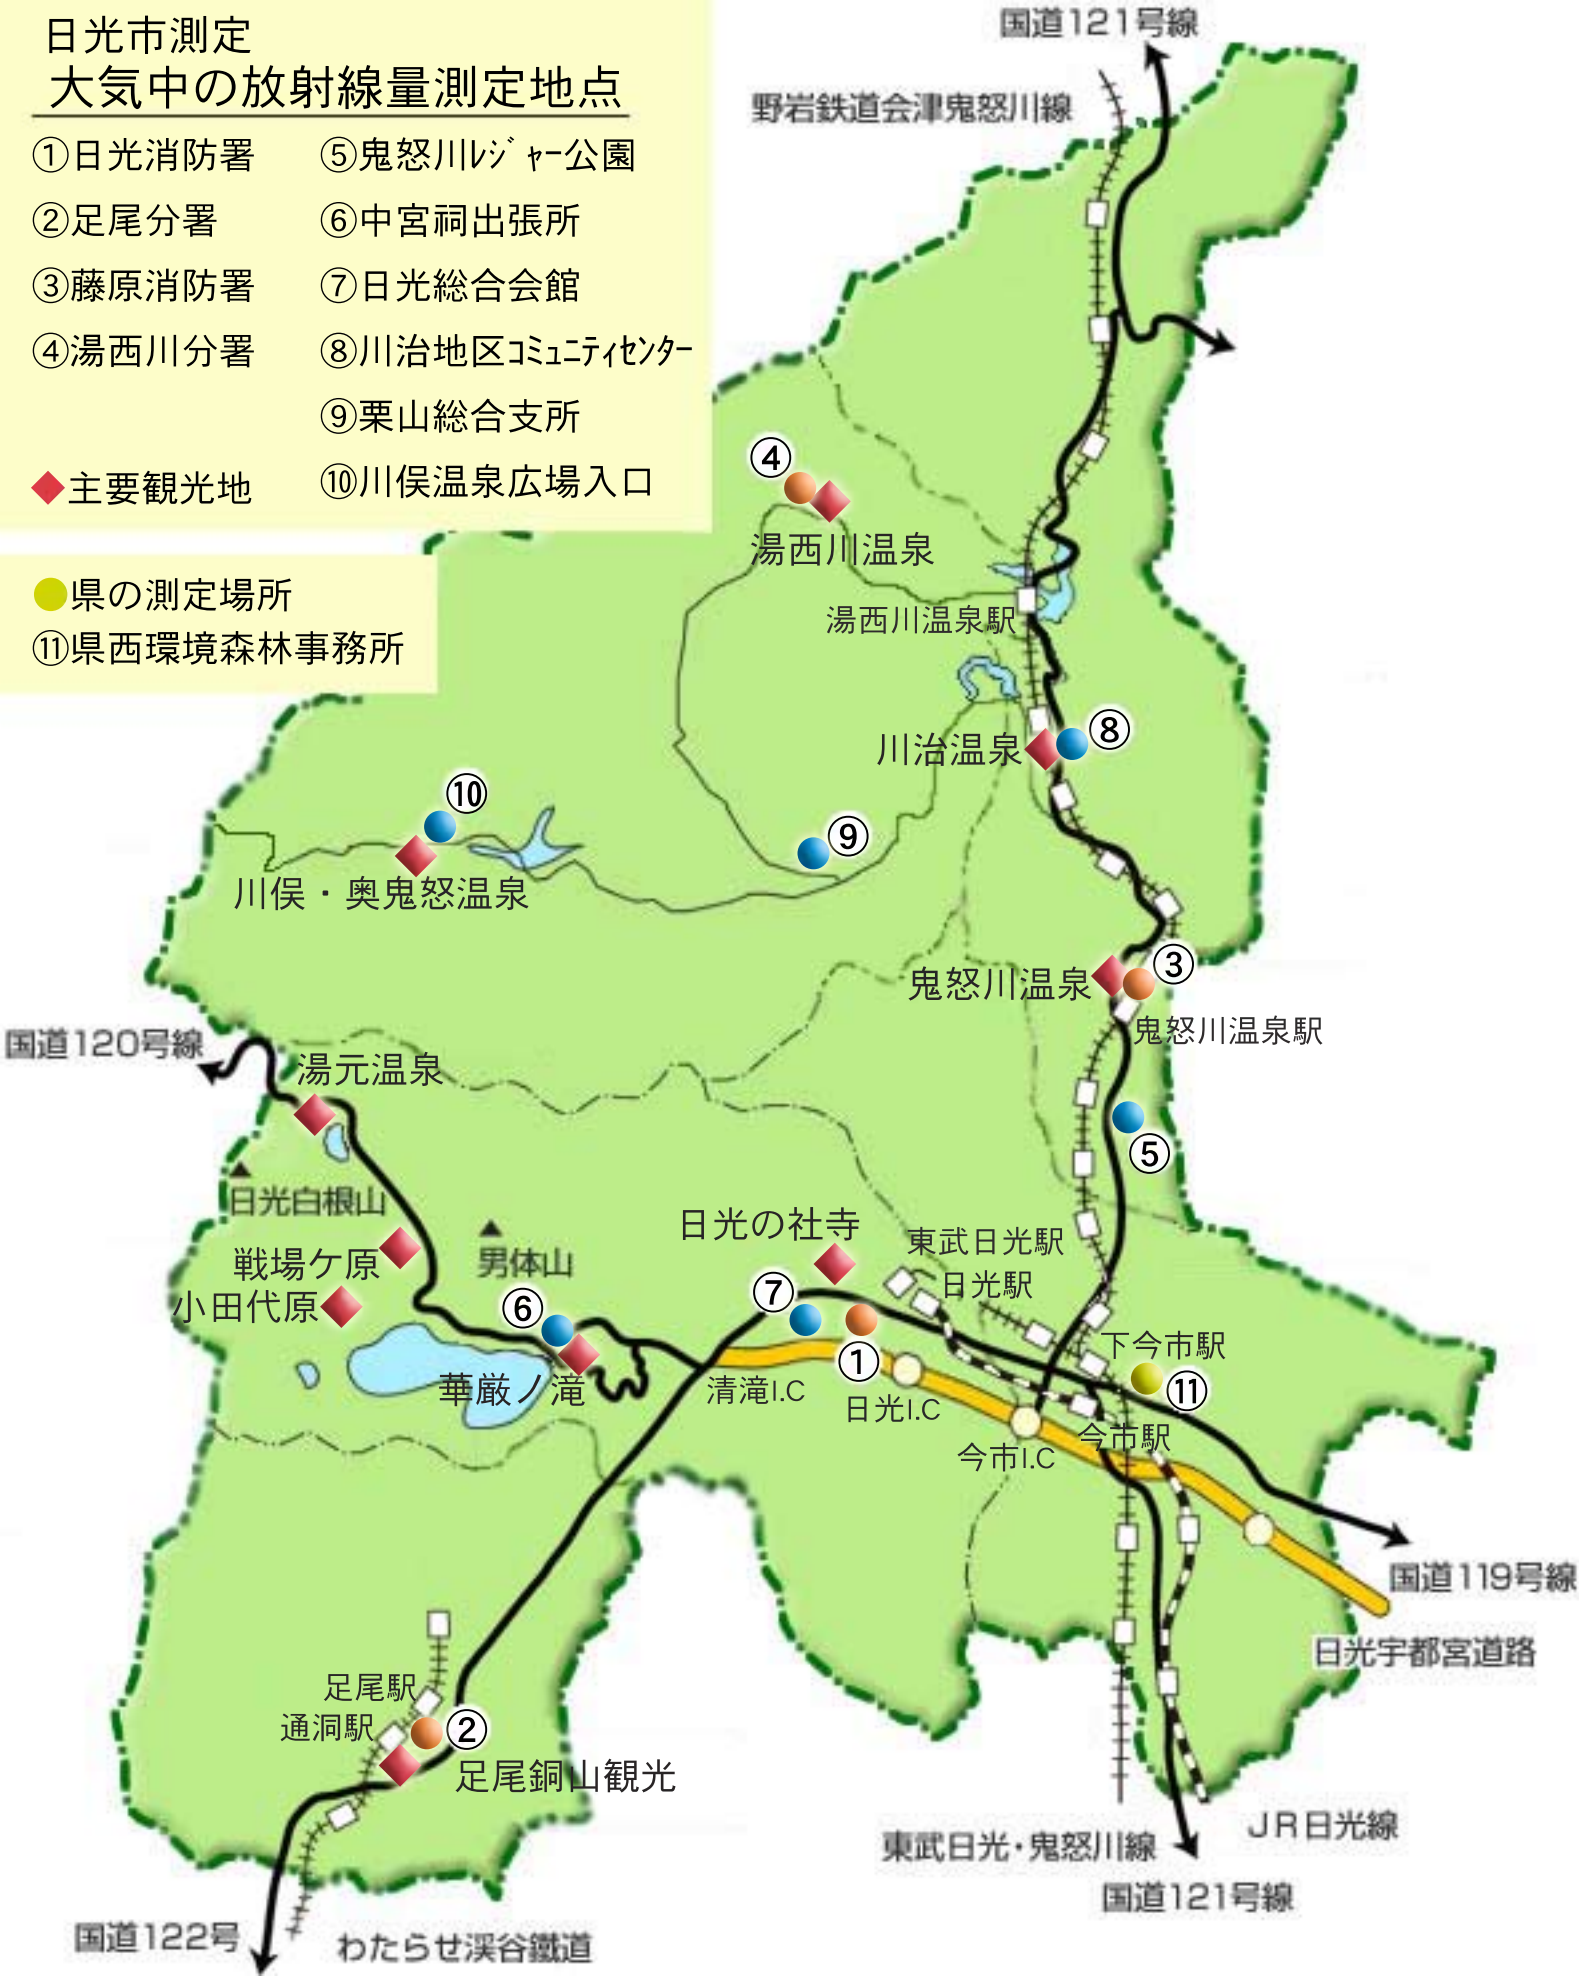 日光市測定
大気中の放射線量測定地点
①日光消防署
②足尾分署
③藤原消防署
④湯西川分署
⑤鬼怒川ﾚｼﾞｬｰ公園
⑥中宮祠出張所
⑦日光総合会館
⑧川治地区ｺﾐｭﾆﾃｨｾﾝﾀｰ
⑨栗山総合支所
⑩川俣温泉広場入口
◆主要観光地
●県の測定場所
⑪県西環境森林事務所
国道121号線
野岩鉄道会津鬼怒川線
④
湯西川温泉
湯西川温泉駅
川治温泉
⑧
⑩
⑨
川俣・奥鬼怒温泉
③
鬼怒川温泉
鬼怒川温泉駅
国道120号線
湯元温泉
⑤
日光白根山
戦場ケ原
男体山
小田代原
日光の社寺
東武日光駅
日光駅
⑥
⑦
下今市駅
①
⑪
華厳ノ滝
清滝I.C
日光I.C
今市駅
今市I.C
国道119号線
日光宇都宮道路
足尾駅
通洞駅
②
足尾銅山観光
JR日光線
東武日光・鬼怒川線
国道121号線
国道122号
わたらせ渓谷鐵道